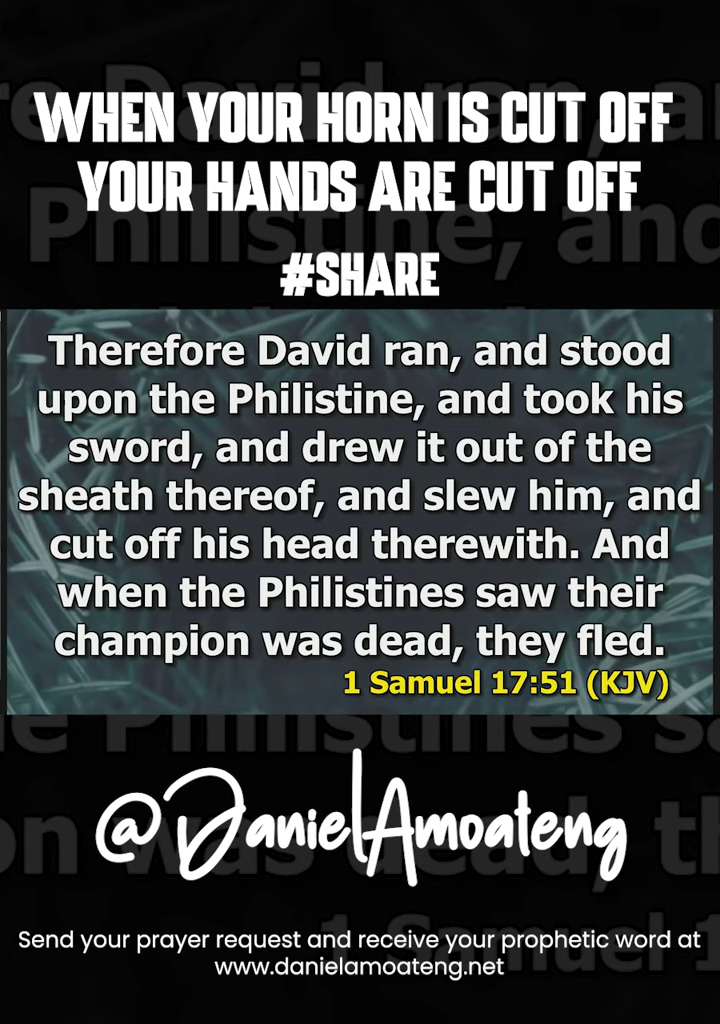 WHEN YOUR HORN IS CUT OFF
YOUR HANDS ARE CUT OFF
#SHARE
Therefore David ran, and stood
upon the Philistine, and took his
sword, and drew it out of the
sheath thereof, and slew him, and
cut off his head therewith. And
when the Philistines saw their
champion was dead, they fled.
1 Samuel 17:51 (KJV)
@DanielAmoateng
Send your prayer request and receive your prophetic word at
www.danielamoateng.net